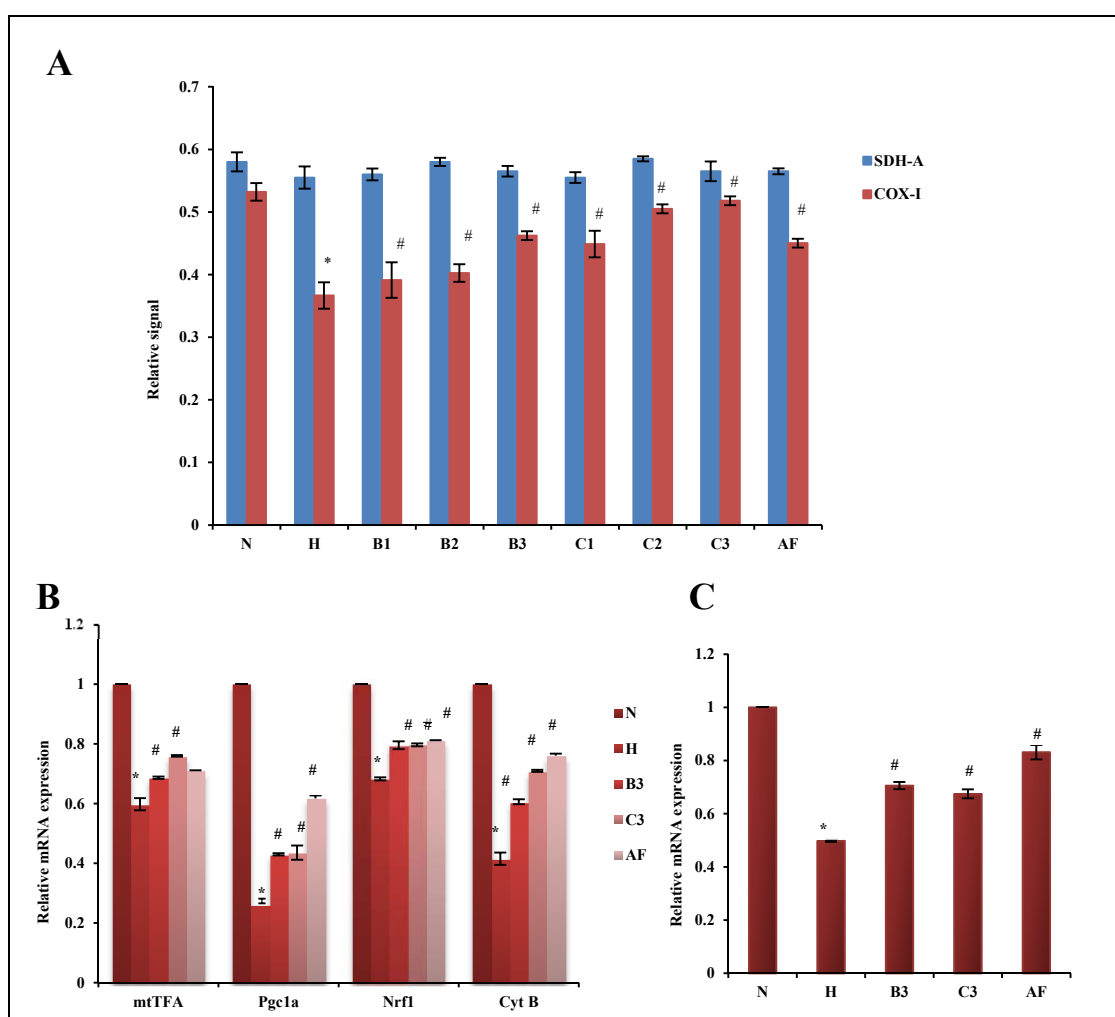 A
0.7
0.6
0.5
0.4
0.3
0.2
0.1
0
Relative signal
* # # # # # # #
N H B1 B2 B3 C1 C2 C3 AF
SDH-A
COX-I
B
1.2
1
0.8
0.6
0.4
0.2
0
Relative mRNA expression
* # #
* # # #
* # # #
* # # #
mtTFA Pgc1a Nrf1 Cyt B
N
H
B3
C3
AF
C
1.2
1
0.8
0.6
0.4
0.2
0
Relative mRNA expression
* # # #
N H B3 C3 AF